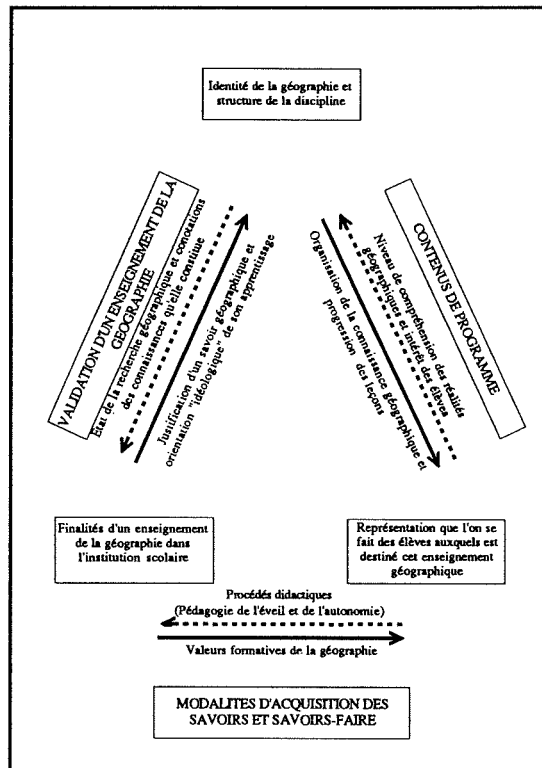 Identité de la géographie et
structure de la discipline
VALIDATION D'UN ENSEIGNEMENT DE LA
GEOGRAPHIE
Etat de la recherche géographique et conotations
des connaissances qu'elle constitue
Justification d'un savoir géographique et
orientation "idéologique" de son apprentissage
CONTENUS DE PROGRAMME
Niveau de compréhension des réalités
géographiques et intérêt des élèves
Organisation de la connaissance géographique et
progression des leçons
Finalités d'un enseignement
de la géographie dans
l'institution scolaire
Représentation que l'on se
fait des élèves auxquels est
destiné cet enseignement
géographique
Procédés didactiques
(Pédagogie de l'éveil et de l'autonomie)
Valeurs formatives de la géographie
MODALITES D'ACQUISITION DES
SAVOIRS ET SAVOIRS-FAIRE